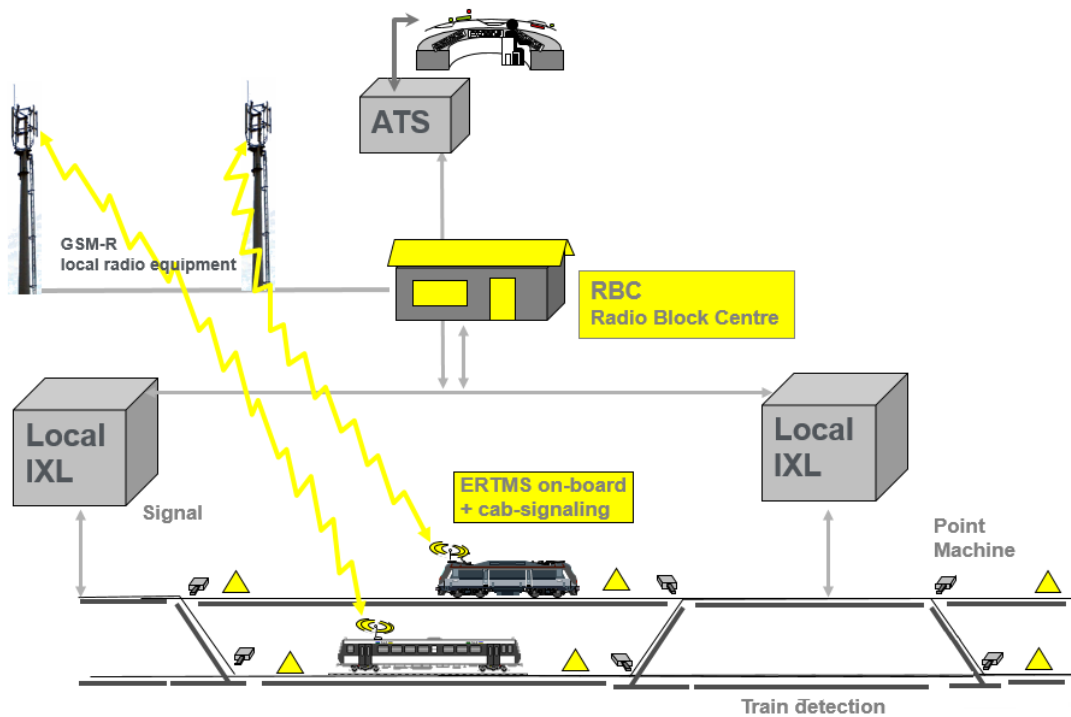 ATS
GSM-R
local radio equipment
RBC
Radio Block Centre
Local
IXL
Local
IXL
ERTMS on-board
+ cab-signaling
Signal
Point
Machine
Train detection